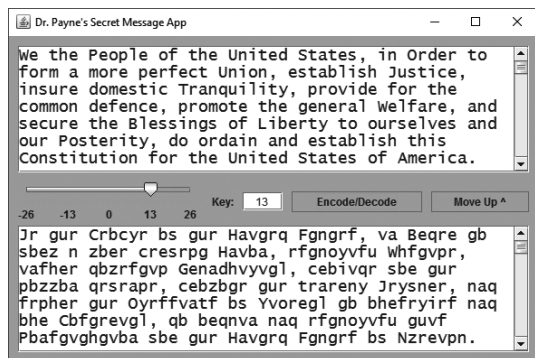 Dr. Payne's Secret Message App
We the People of the United States, in Order to
form a more perfect Union, establish Justice,
insure domestic Tranquility, provide for the
common defence, promote the general Welfare, and
secure the Blessings of Liberty to ourselves and
our Posterity, do ordain and establish this
Constitution for the United States of America.
-26 -13 0 13 26
Key: 13 Encode/Decode Move Up ^
Jr gur Crbcyr bs gur Havgrq Fgngrf, va Beqre gb
sbez n zber cresrpg Havba, rfgnoyvfu Whfgvpr,
vafher qbzrfgvp Genadhvyvgl, cebivqr sbe gur
pbzzba qrsrapr, cebzbgr gur trareny Jrysner, naq
frpher gur Oyrffvatf bs Yvoregl gb bhefryirf naq
bhe Cbfgrevgl, qb beqnva naq rfgnoyvfu guvf
Pbafgvghgvba sbe gur Havgrq Fgngrf bs Nzrevpn.